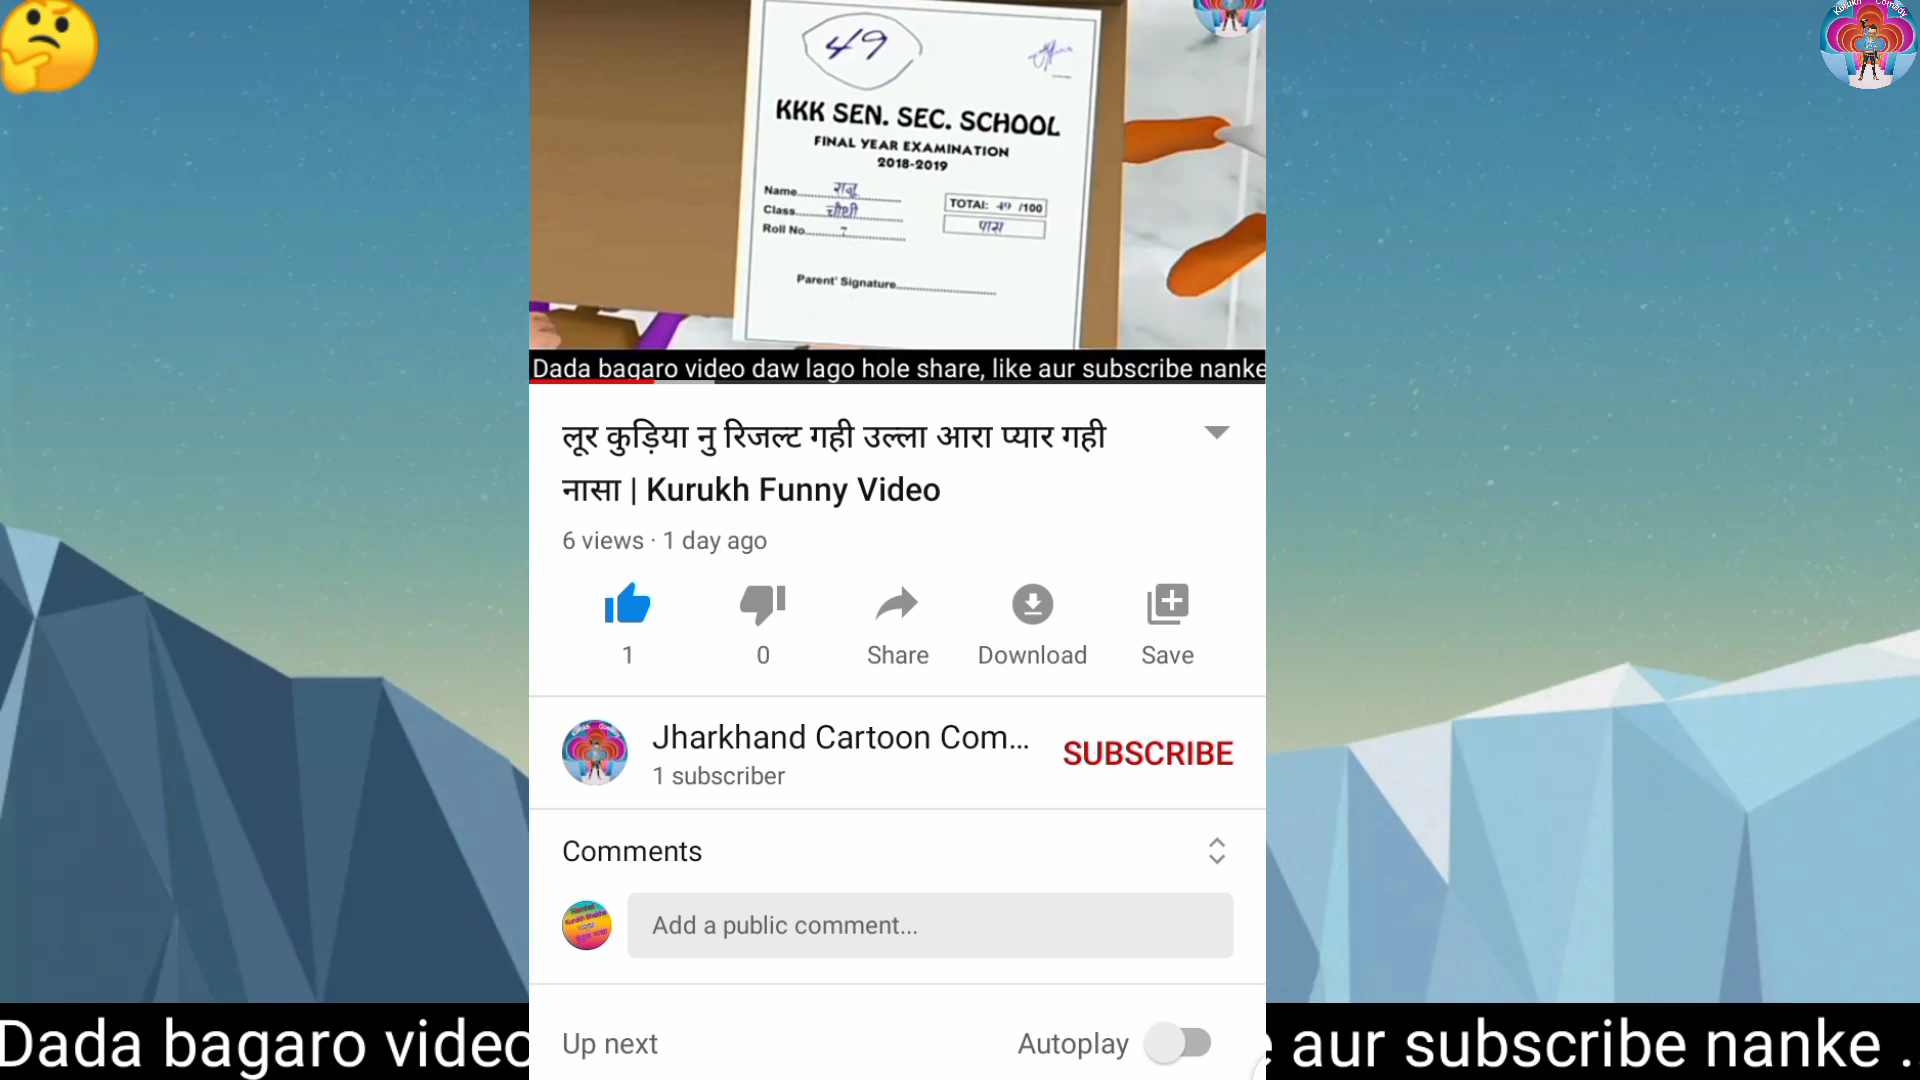 Kurukh Comedy
49
KKK SEN. SEC. SCHOOL
FINAL YEAR EXAMINATION
2018-2019
Name.....राजू
Class.....चौथी
Roll No.....7
TOTAL: 49 /100
पास
Parent' Signature.....
Dada bagaro video daw lago hole share, like aur subscribe nanke
लूर कुड़िया नु रिजल्ट गही उल्ला आरा प्यार गही
नासा | Kurukh Funny Video
6 views · 1 day ago
1
0
Share
Download
Save
Jharkhand Cartoon Com...
1 subscriber
SUBSCRIBE
Comments
Add a public comment...
Up next
Autoplay
Dada bagaro video
aur subscribe nanke .